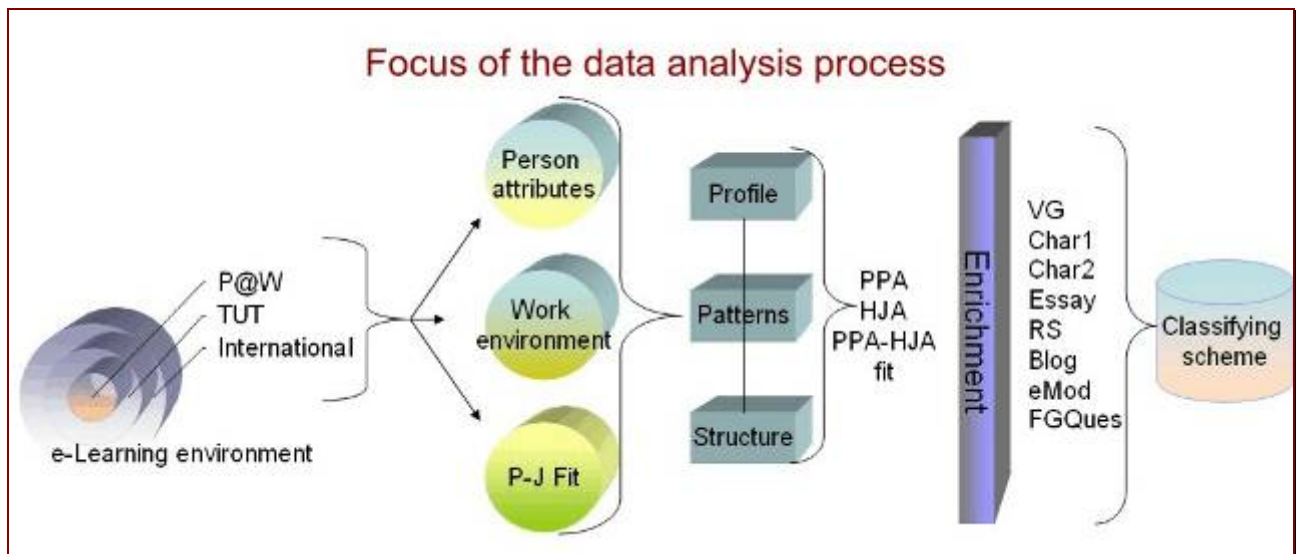 Focus of the data analysis process
P@W
TUT
International
e-Learning environment
Person
attributes
Work
environment
P-J Fit
Profile
Patterns
Structure
PPA
HJA
PPA-HJA
fit
Enrichment
VG
Char1
Char2
Essay
RS
Blog
eMod
FGQues
Classifying
scheme